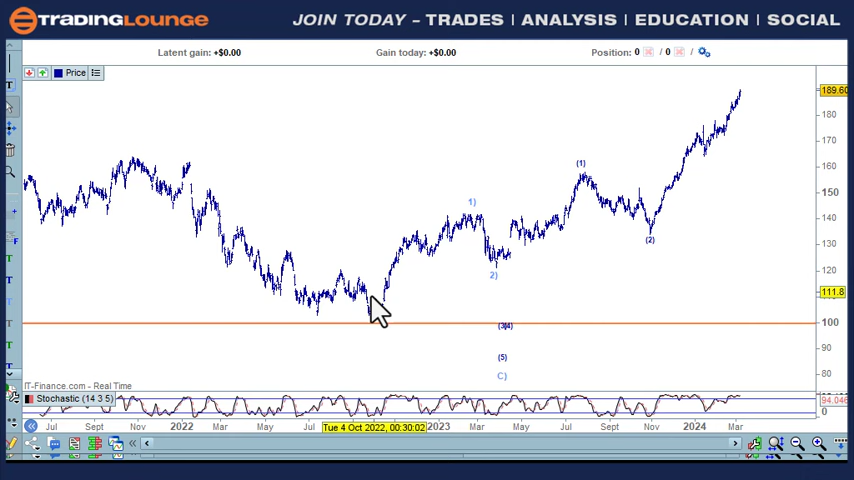 TRADINGLOUNGE
JOIN TODAY - TRADES | ANALYSIS | EDUCATION | SOCIAL
Latent gain: +$0.00 Gain today: +$0.00 Position: 0 / 0
Price
189.60
180
170
160
150
140
130
120
111.8
100
90
80
1)
2)
(1)
(2)
(3)(4)
(5)
C)
IT-Finance.com - Real Time
Stochastic (14 3 5)
94.046
0
Jul Sept Nov 2022 Mar May Jul Tue 4 Oct 2022, 00:30:02 2023 Mar May Jul Sept Nov 2024 Mar